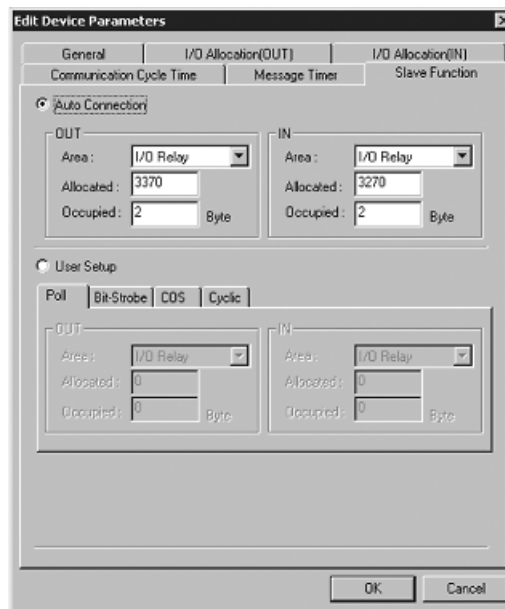 Edit Device Parameters
General I/O Allocation(OUT) I/O Allocation(IN)
Communication Cycle Time Message Timer Slave Function
Auto Connection
OUT IN
Area : I/O Relay Area : I/O Relay
Allocated : 3370 Allocated : 3270
Occupied : 2 Byte Occupied : 2 Byte
User Setup
Poll Bit-Strobe COS Cyclic
OUT IN
Area : I/O Relay Area : I/O Relay
Allocated : 0 Allocated : 0
Occupied : 0 Byte Occupied : 0 Byte
OK Cancel